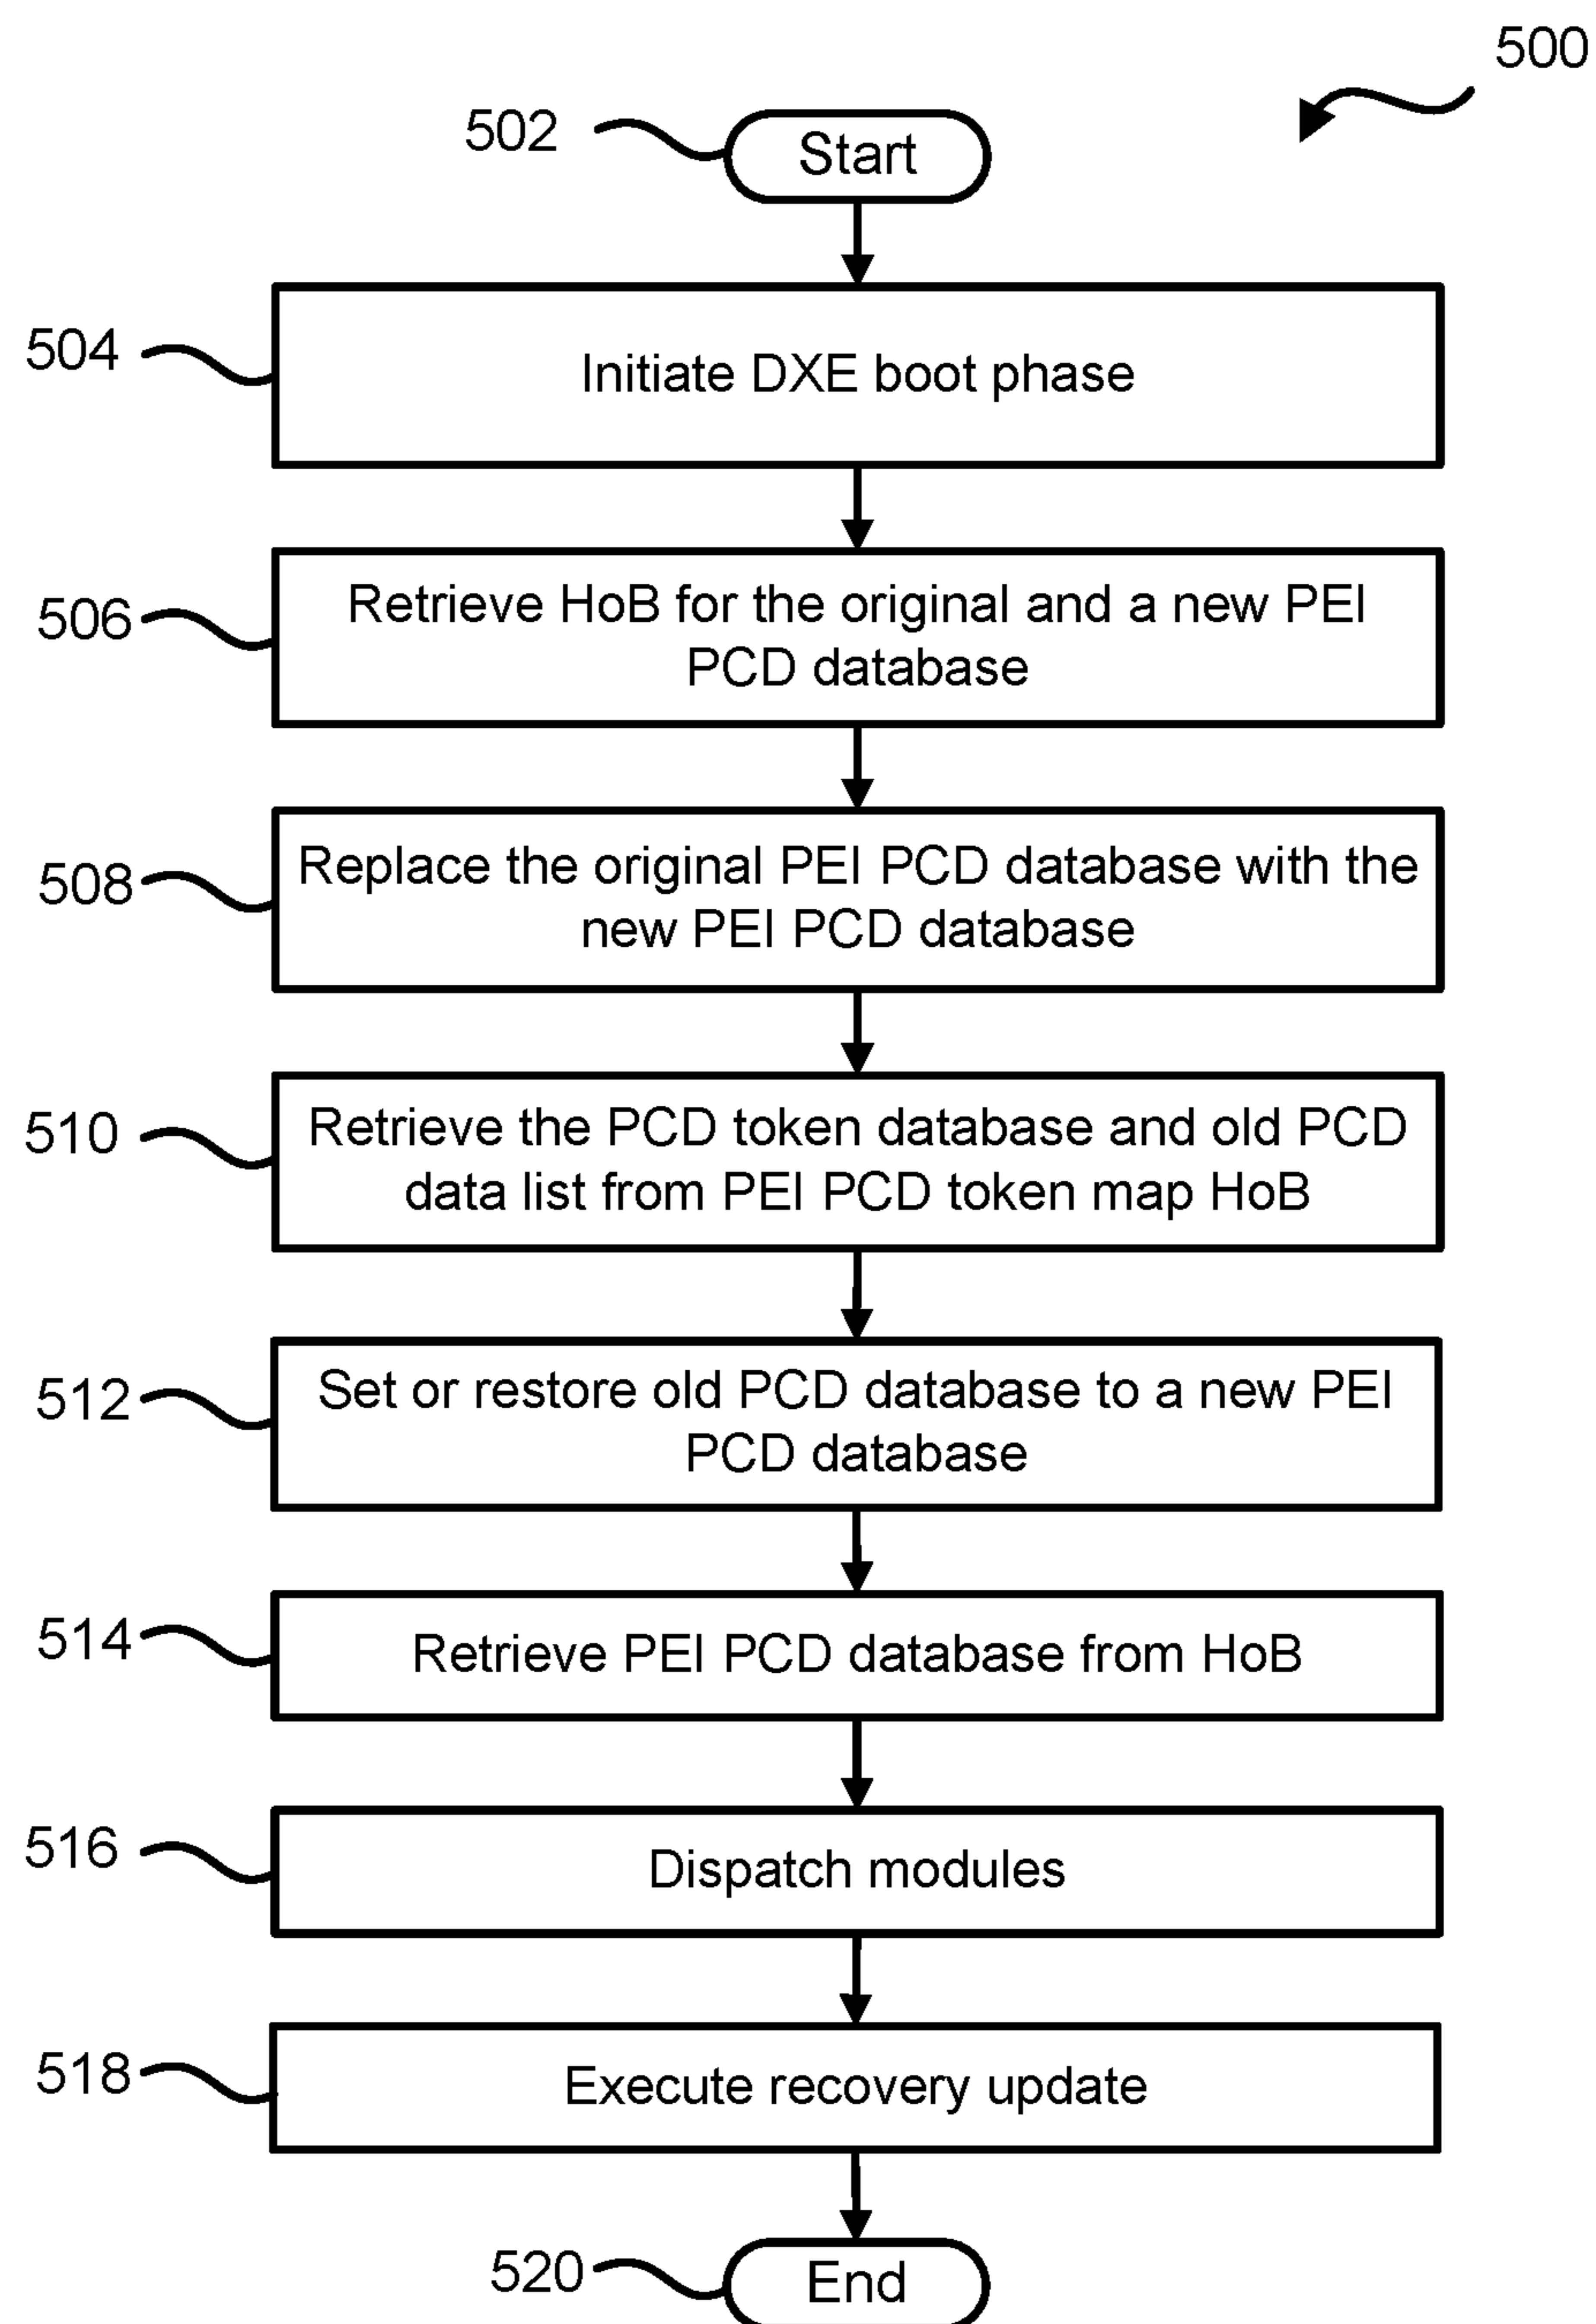 500
502
Start
504
Initiate DXE boot phase
506
Retrieve HoB for the original and a new PEI
PCD database
508
Replace the original PEI PCD database with the
new PEI PCD database
510
Retrieve the PCD token database and old PCD
data list from PEI PCD token map HoB
512
Set or restore old PCD database to a new PEI
PCD database
514
Retrieve PEI PCD database from HoB
516
Dispatch modules
518
Execute recovery update
520
End